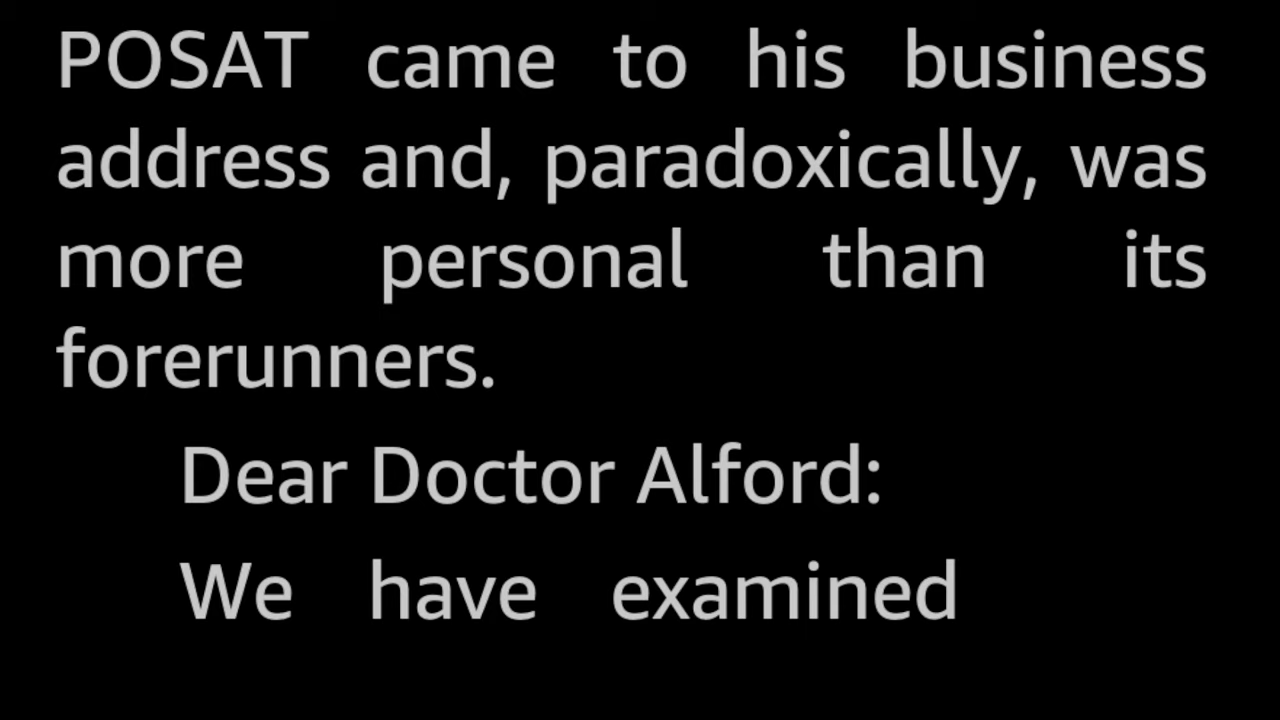 POSAT came to his business
address and, paradoxically, was
more personal than its
forerunners.
Dear Doctor Alford:
We have examined